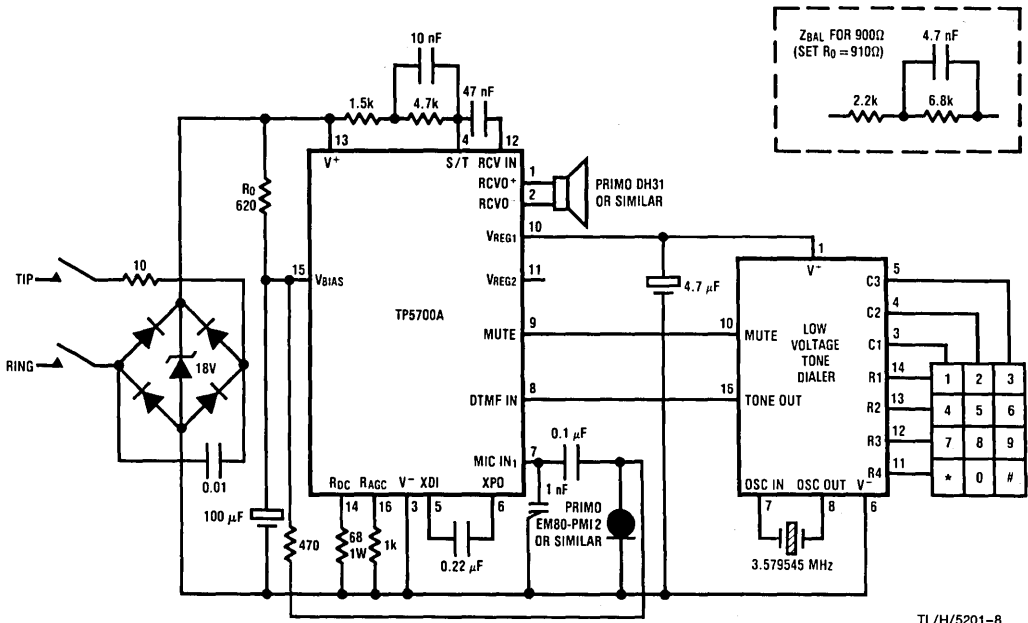 10 nF
1.5k
4.7k
47 nF
13
4
12
V+
S/T
RCV IN
ZBAL FOR 900Ω
(SET R0 = 910Ω)
4.7 nF
2.2k
6.8k
R0
620
RCVO+
1
RCVO-
2
PRIMO DH31
OR SIMILAR
VREG1
10
VREG2
11
4.7 µF
1
V-
TIP
10
15
VBIAS
TP5700A
MUTE
9
10
MUTE
LOW
VOLTAGE
TONE
DIALER
C3
5
C2
4
C1
3
RING
18V
DTMF IN
8
16
TONE OUT
R1
14
R2
13
R3
12
R4
11
1 2 3
4 5 6
7 8 9
* 0 #
0.01
MIC IN1
7
0.1 µF
1 nF
PRIMO
EM80-PMI2
OR SIMILAR
RDC
RAGC
V-
XDI
XPO
14
16
3
5
6
100 µF
470
68
1W
1k
0.22 µF
OSC IN
OSC OUT
V-
7
8
6
3.579545 MHz
TL/H/5201-8